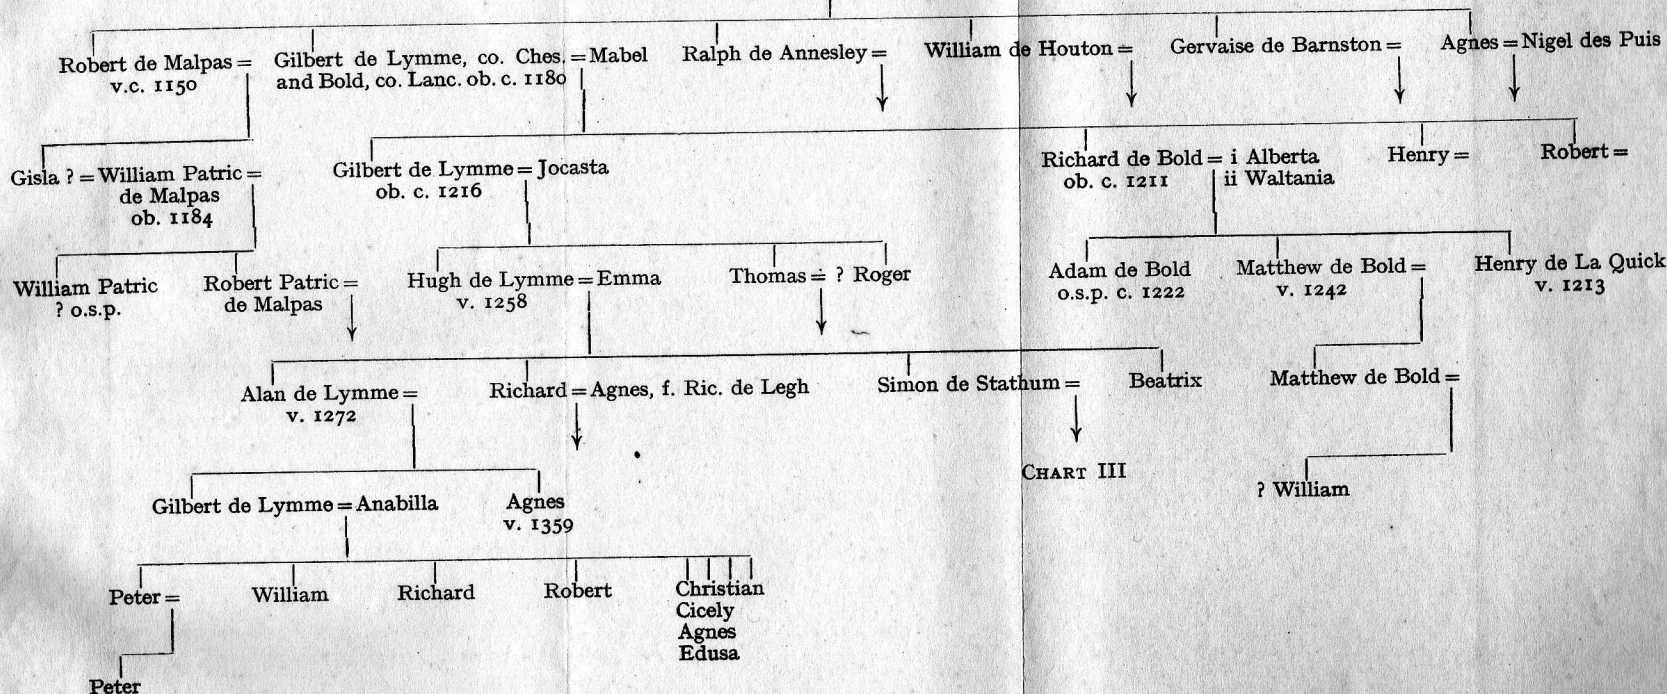 Robert de Malpas =
v.c. 1150
Gilbert de Lymme, co. Ches. = Mabel
and Bold, co. Lanc. ob. c. 1180
Ralph de Annesley =
William de Houton =
Gervaise de Barnston =
Agnes = Nigel des Puis
Gisla ? = William Patric =
de Malpas
ob. 1184
Gilbert de Lymme = Jocasta
ob. c. 1216
Richard de Bold = i Alberta
ob. c. 1211 ii Waltania
Henry =
Robert =
William Patric
? o.s.p.
Robert Patric =
de Malpas
Hugh de Lymme = Emma
v. 1258
Thomas = ? Roger
Adam de Bold
o.s.p. c. 1222
Matthew de Bold =
v. 1242
Henry de La Quick
v. 1213
Alan de Lymme =
v. 1272
Richard = Agnes, f. Ric. de Legh
Simon de Stathum =
Beatrix
Matthew de Bold =
CHART III
Gilbert de Lymme = Anabilla
Agnes
v. 1359
? William
Peter =
William
Richard
Robert
Christian
Cicely
Agnes
Edusa
Peter